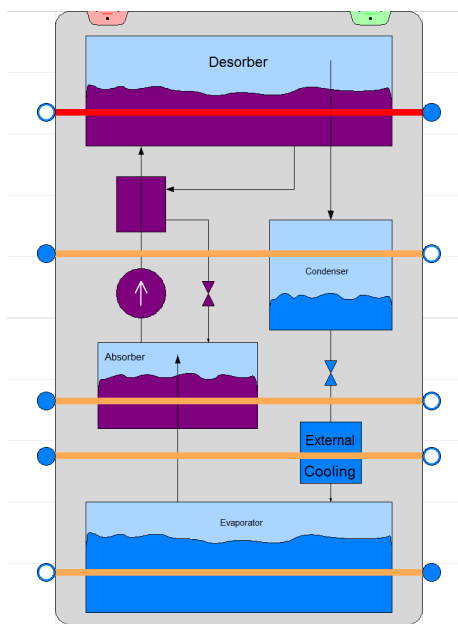 Desorber
Condenser
Absorber
External
Cooling
Evaporator